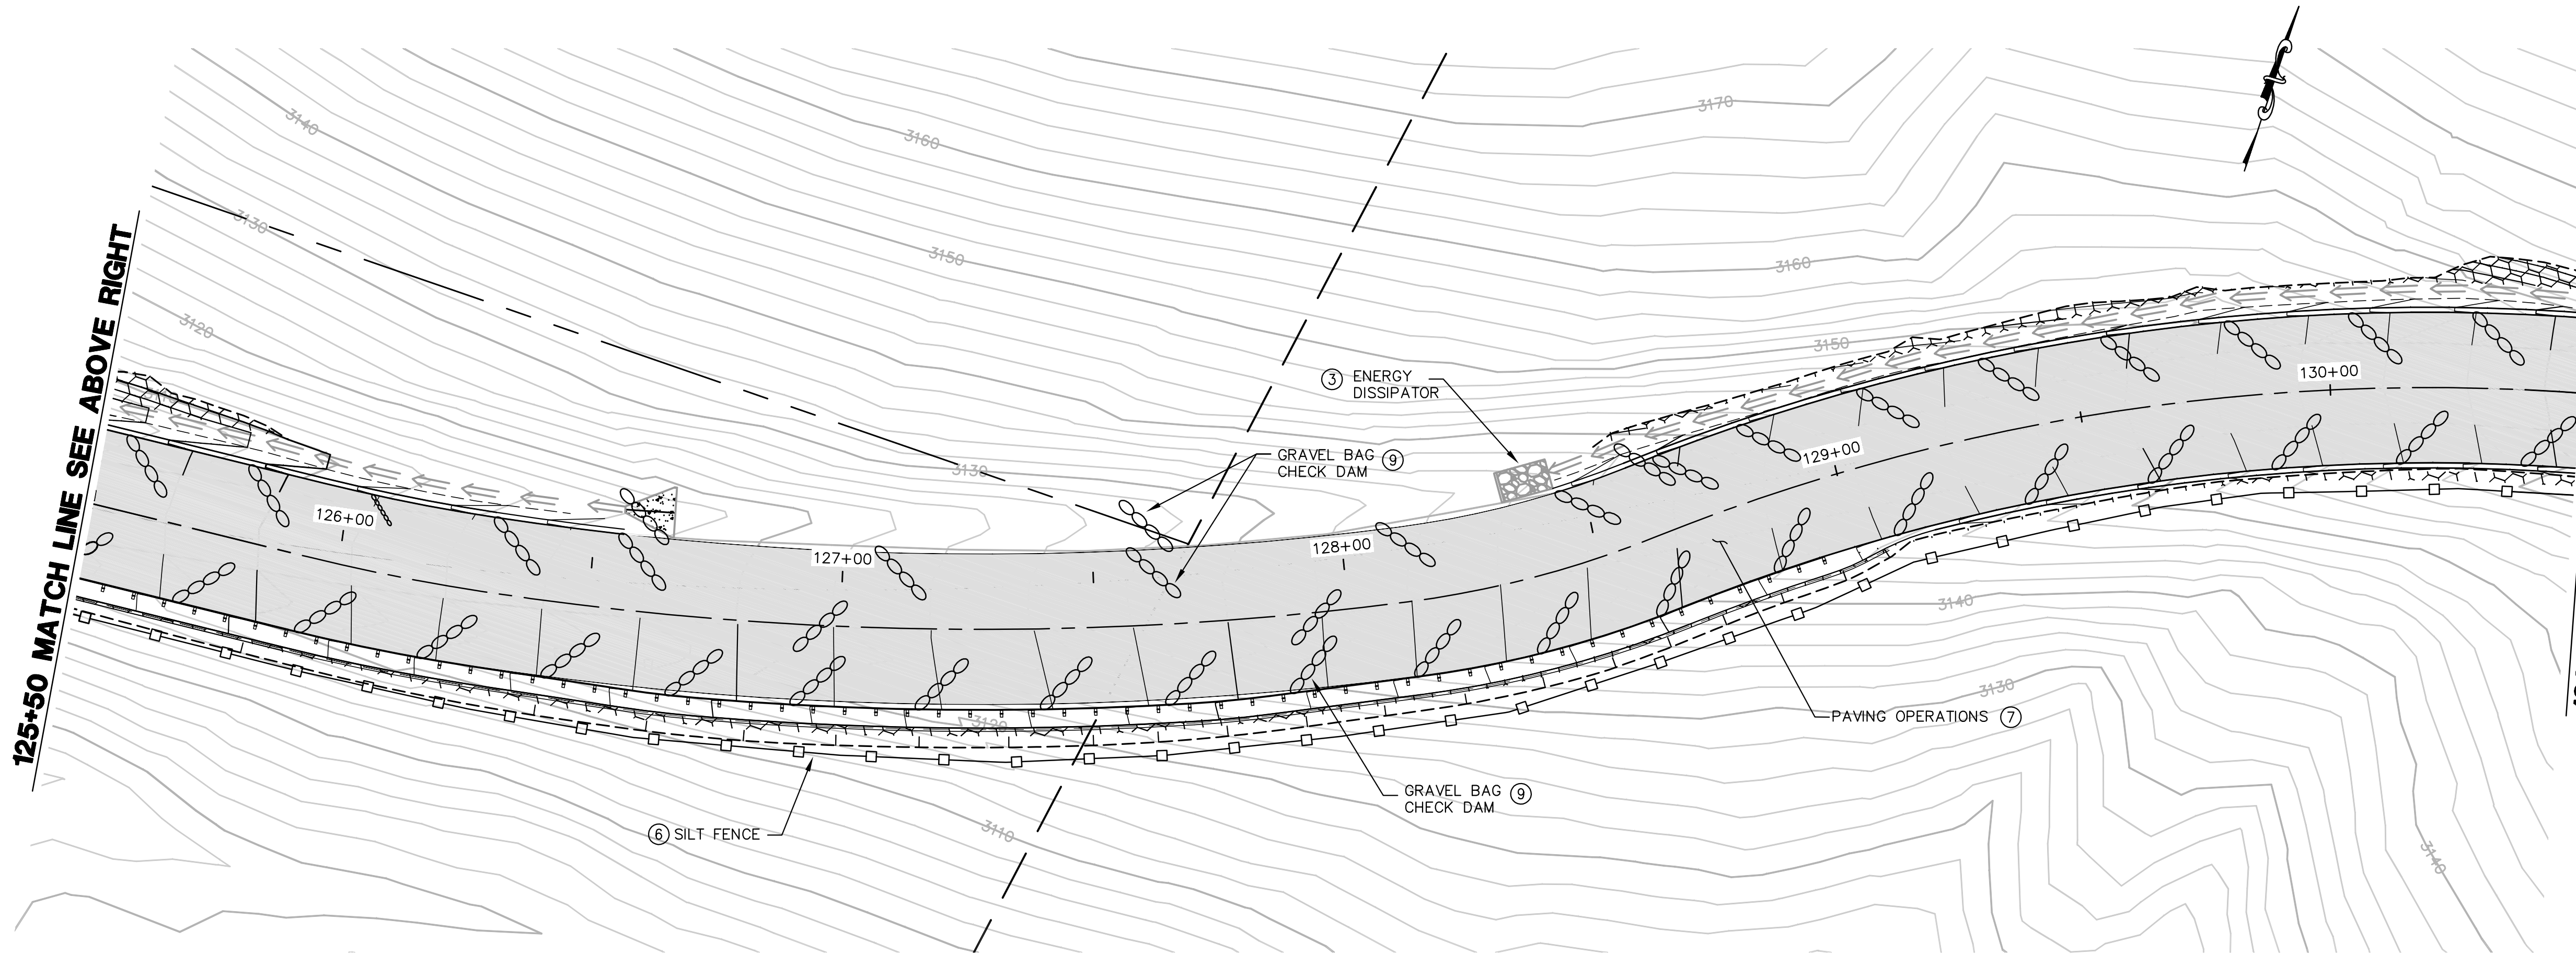 3170
3140
3160
3130
3150
3160
3120
3150
125+50 MATCH LINE SEE ABOVE RIGHT
③ ENERGY
DISSIPATOR
130+00
129+00
GRAVEL BAG ⑨
CHECK DAM
3130
126+00
128+00
127+00
3140
3130
3120
PAVING OPERATIONS ⑦
GRAVEL BAG ⑨
CHECK DAM
⑥ SILT FENCE
3110
3140